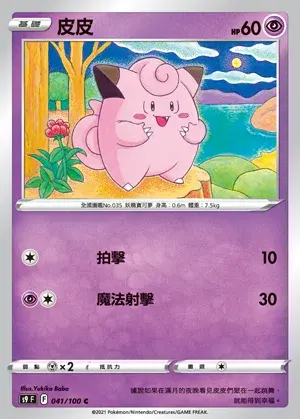 基礎 皮皮 HP60
全國圖鑑No.035 妖精寶可夢 身高：0.6m 體重：7.5kg
拍擊 10
魔法射擊 30
弱點 ×2 抵抗力 撤退
據說如果在滿月的夜晚看見皮皮們聚在一起跳舞，
就能得到幸福。
Illus.Yukiko Baba
s9 F F 041/100 C
©2021 Pokémon/Nintendo/Creatures/GAME FREAK.